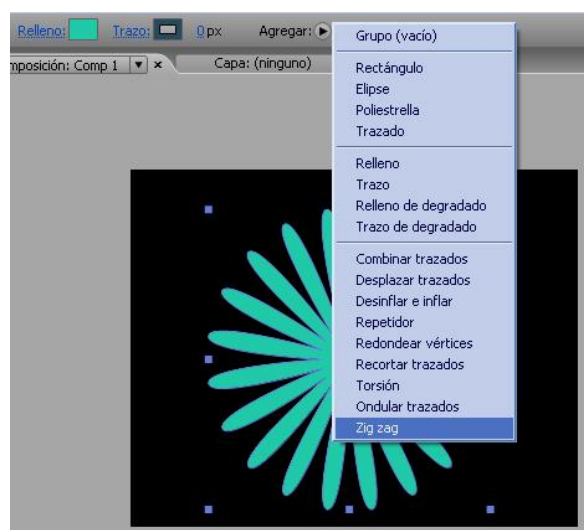 Relleno: Trazo: 0 px Agregar:
mposición: Comp 1 Capa: (ninguno)
Grupo (vacío)
Rectángulo
Elipse
Poliestrella
Trazado
Relleno
Trazo
Relleno de degradado
Trazo de degradado
Combinar trazados
Desplazar trazados
Desinflar e inflar
Repetidor
Redondear vértices
Recortar trazados
Torsión
Ondular trazados
Zig zag